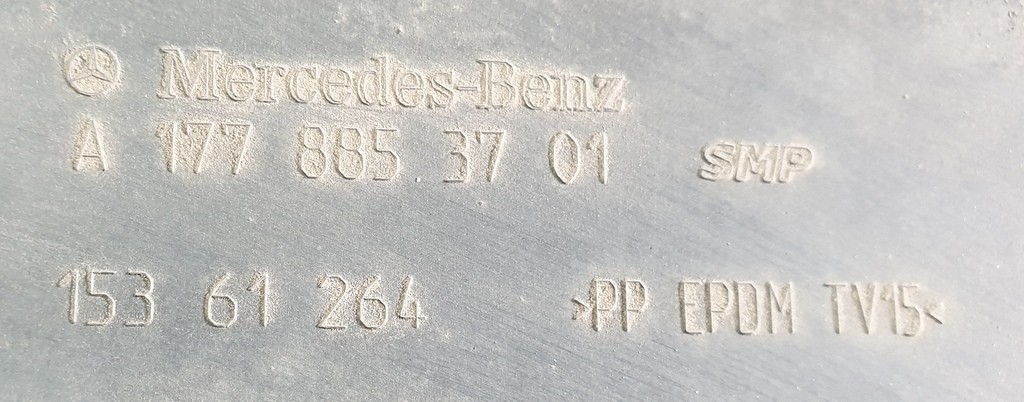 Mercedes-Benz
A 177 885 37 01 SMP
153 61 264 >PP EPDM TV15<